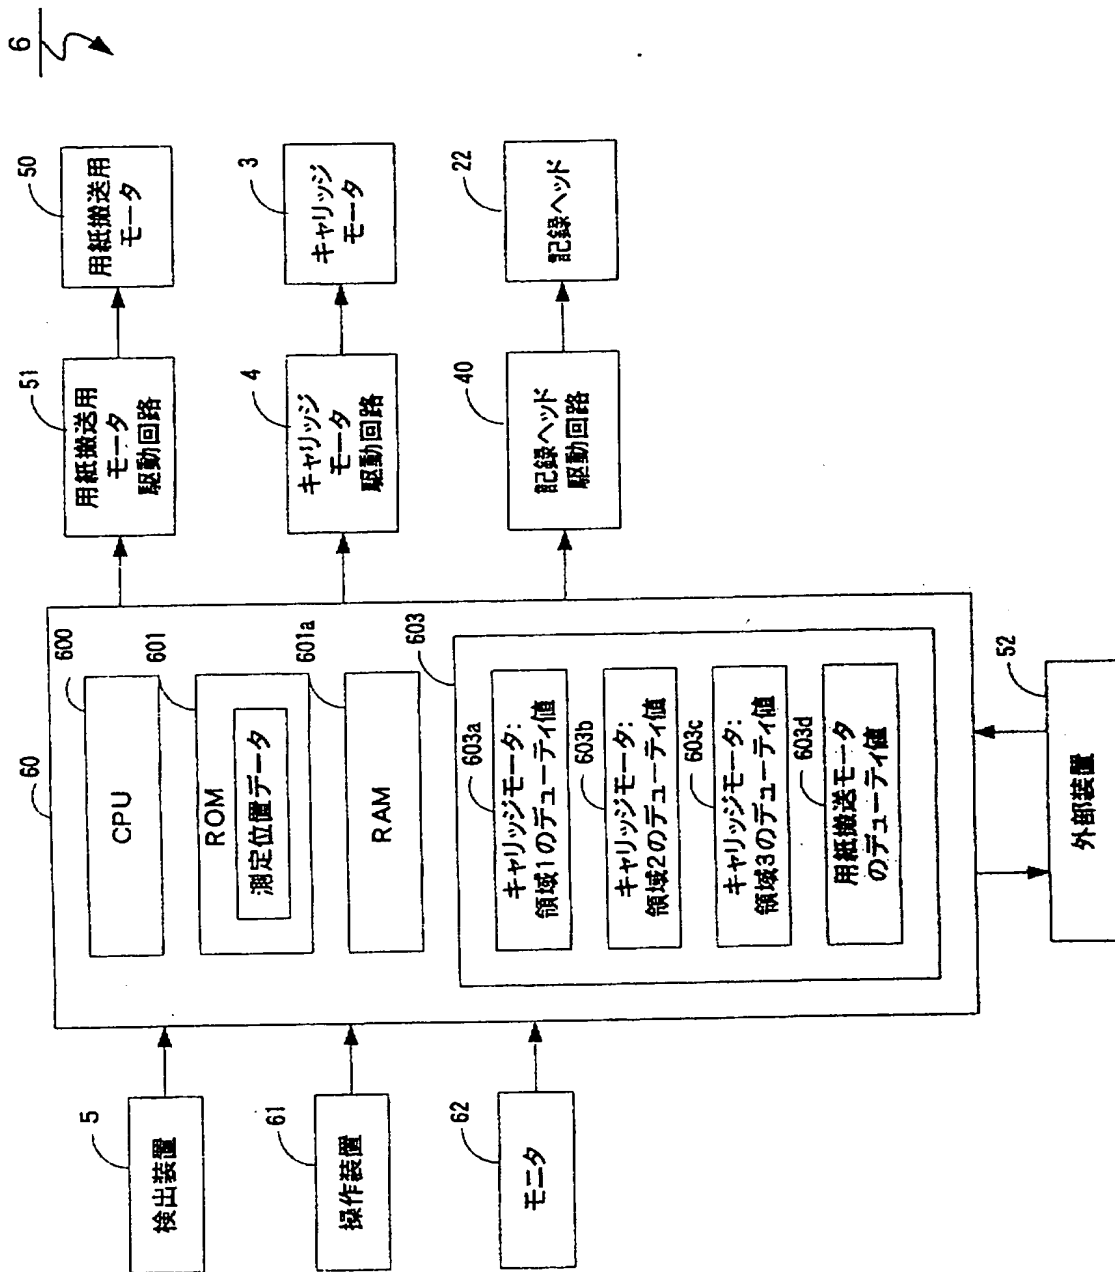 6
5
検出装置
61
操作装置
62
モニタ
60
600
CPU
601
ROM
測定位置データ
601a
RAM
603
603a
キャリッジモータ:
領域1のデューティ値
603b
キャリッジモータ:
領域2のデューティ値
603c
キャリッジモータ:
領域3のデューティ値
603d
用紙搬送モータ
のデューティ値
51
用紙搬送用
モータ
駆動回路
50
用紙搬送用
モータ
4
キャリッジ
モータ
駆動回路
3
キャリッジ
モータ
40
記録ヘッド
駆動回路
22
記録ヘッド
52
外部装置